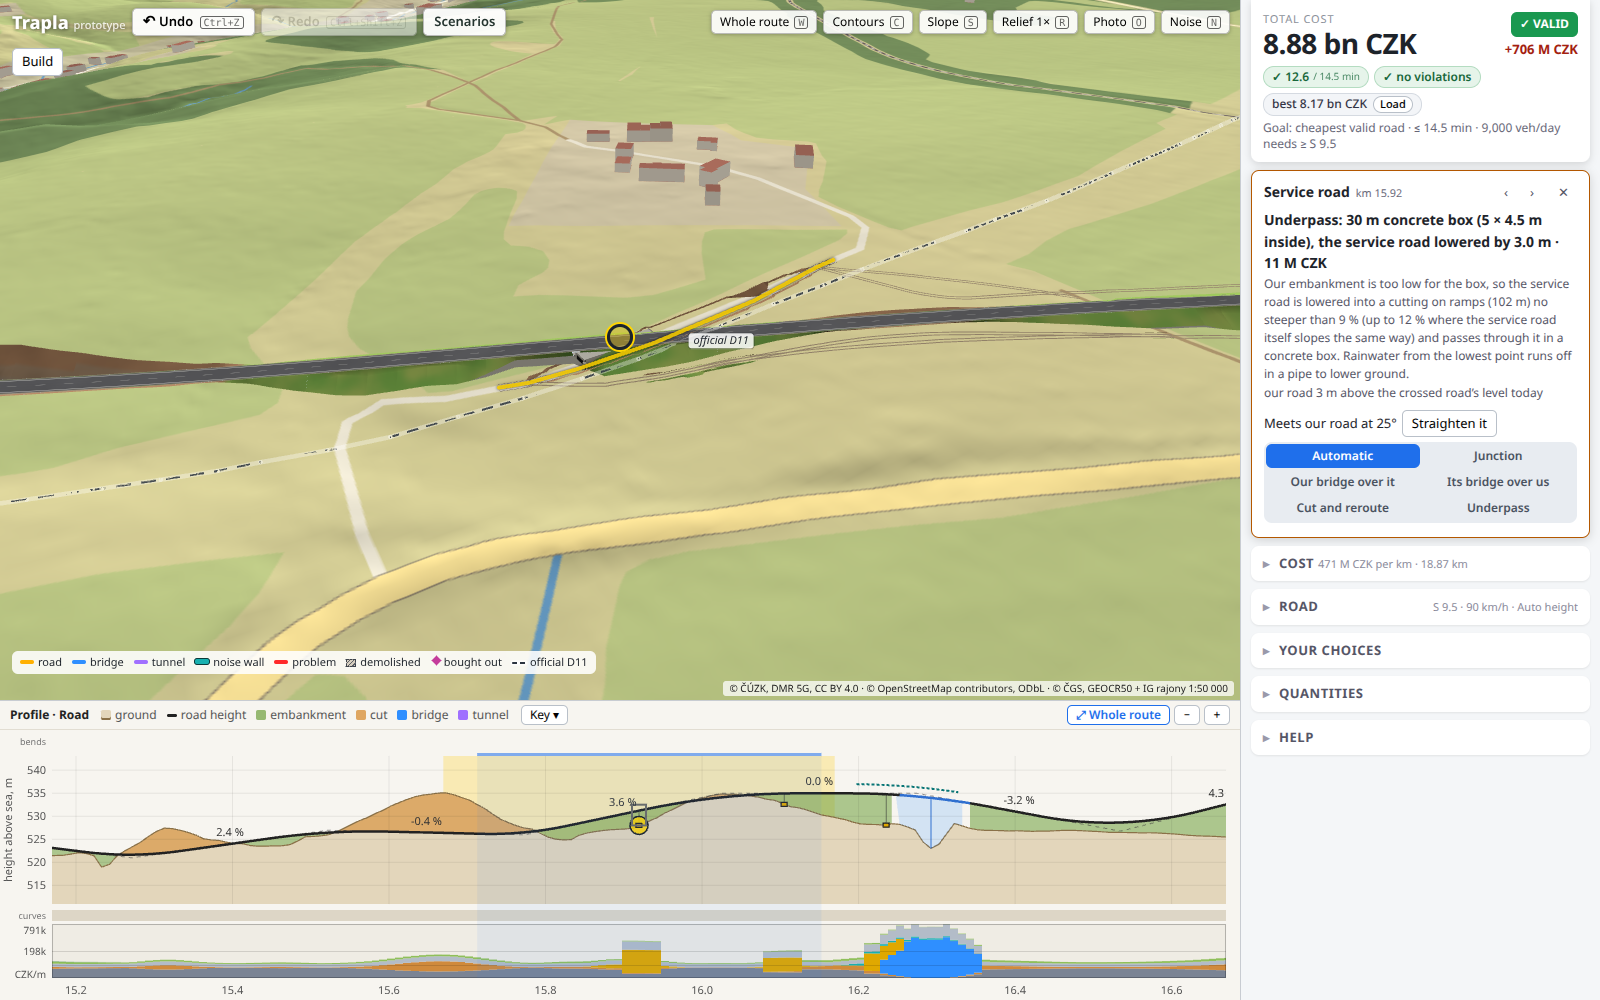 Trapla prototype
↶ Undo Ctrl+Z
↷ Redo
Scenarios
Whole route W
Contours C
Slope S
Relief 1× R
Photo O
Noise N
Build
official D11
road bridge tunnel noise wall problem demolished bought out official D11
© ČÚZK, DMR 5G, CC BY 4.0 · © OpenStreetMap contributors, ODbL · © ČGS, GEOCR50 + IG rajony 1:50 000
TOTAL COST
✓ VALID
8.88 bn CZK
+706 M CZK
✓ 12.6 / 14.5 min
✓ no violations
best 8.17 bn CZK Load
Goal: cheapest valid road · ≤ 14.5 min · 9,000 veh/day
needs ≥ S 9.5
Service road km 15.92 ‹ › ✕
Underpass: 30 m concrete box (5 × 4.5 m
inside), the service road lowered by 3.0 m ·
11 M CZK
Our embankment is too low for the box, so the service
road is lowered into a cutting on ramps (102 m) no
steeper than 9 % (up to 12 % where the service road
itself slopes the same way) and passes through it in a
concrete box. Rainwater from the lowest point runs off
in a pipe to lower ground.
our road 3 m above the crossed road’s level today
Meets our road at 25° Straighten it
Automatic Junction
Our bridge over it Its bridge over us
Cut and reroute Underpass
▸ COST 471 M CZK per km · 18.87 km
▸ ROAD S 9.5 · 90 km/h · Auto height
▸ YOUR CHOICES
▸ QUANTITIES
▸ HELP
Profile · Road ground road height embankment cut bridge tunnel Key ▾
⤢ Whole route − +
bends
height above sea, m
540
535
530
525
520
515
2.4 %
-0.4 %
3.6 %
0.0 %
-3.2 %
4.3
curves
791k
198k
CZK/m
15.2 15.4 15.6 15.8 16.0 16.2 16.4 16.6